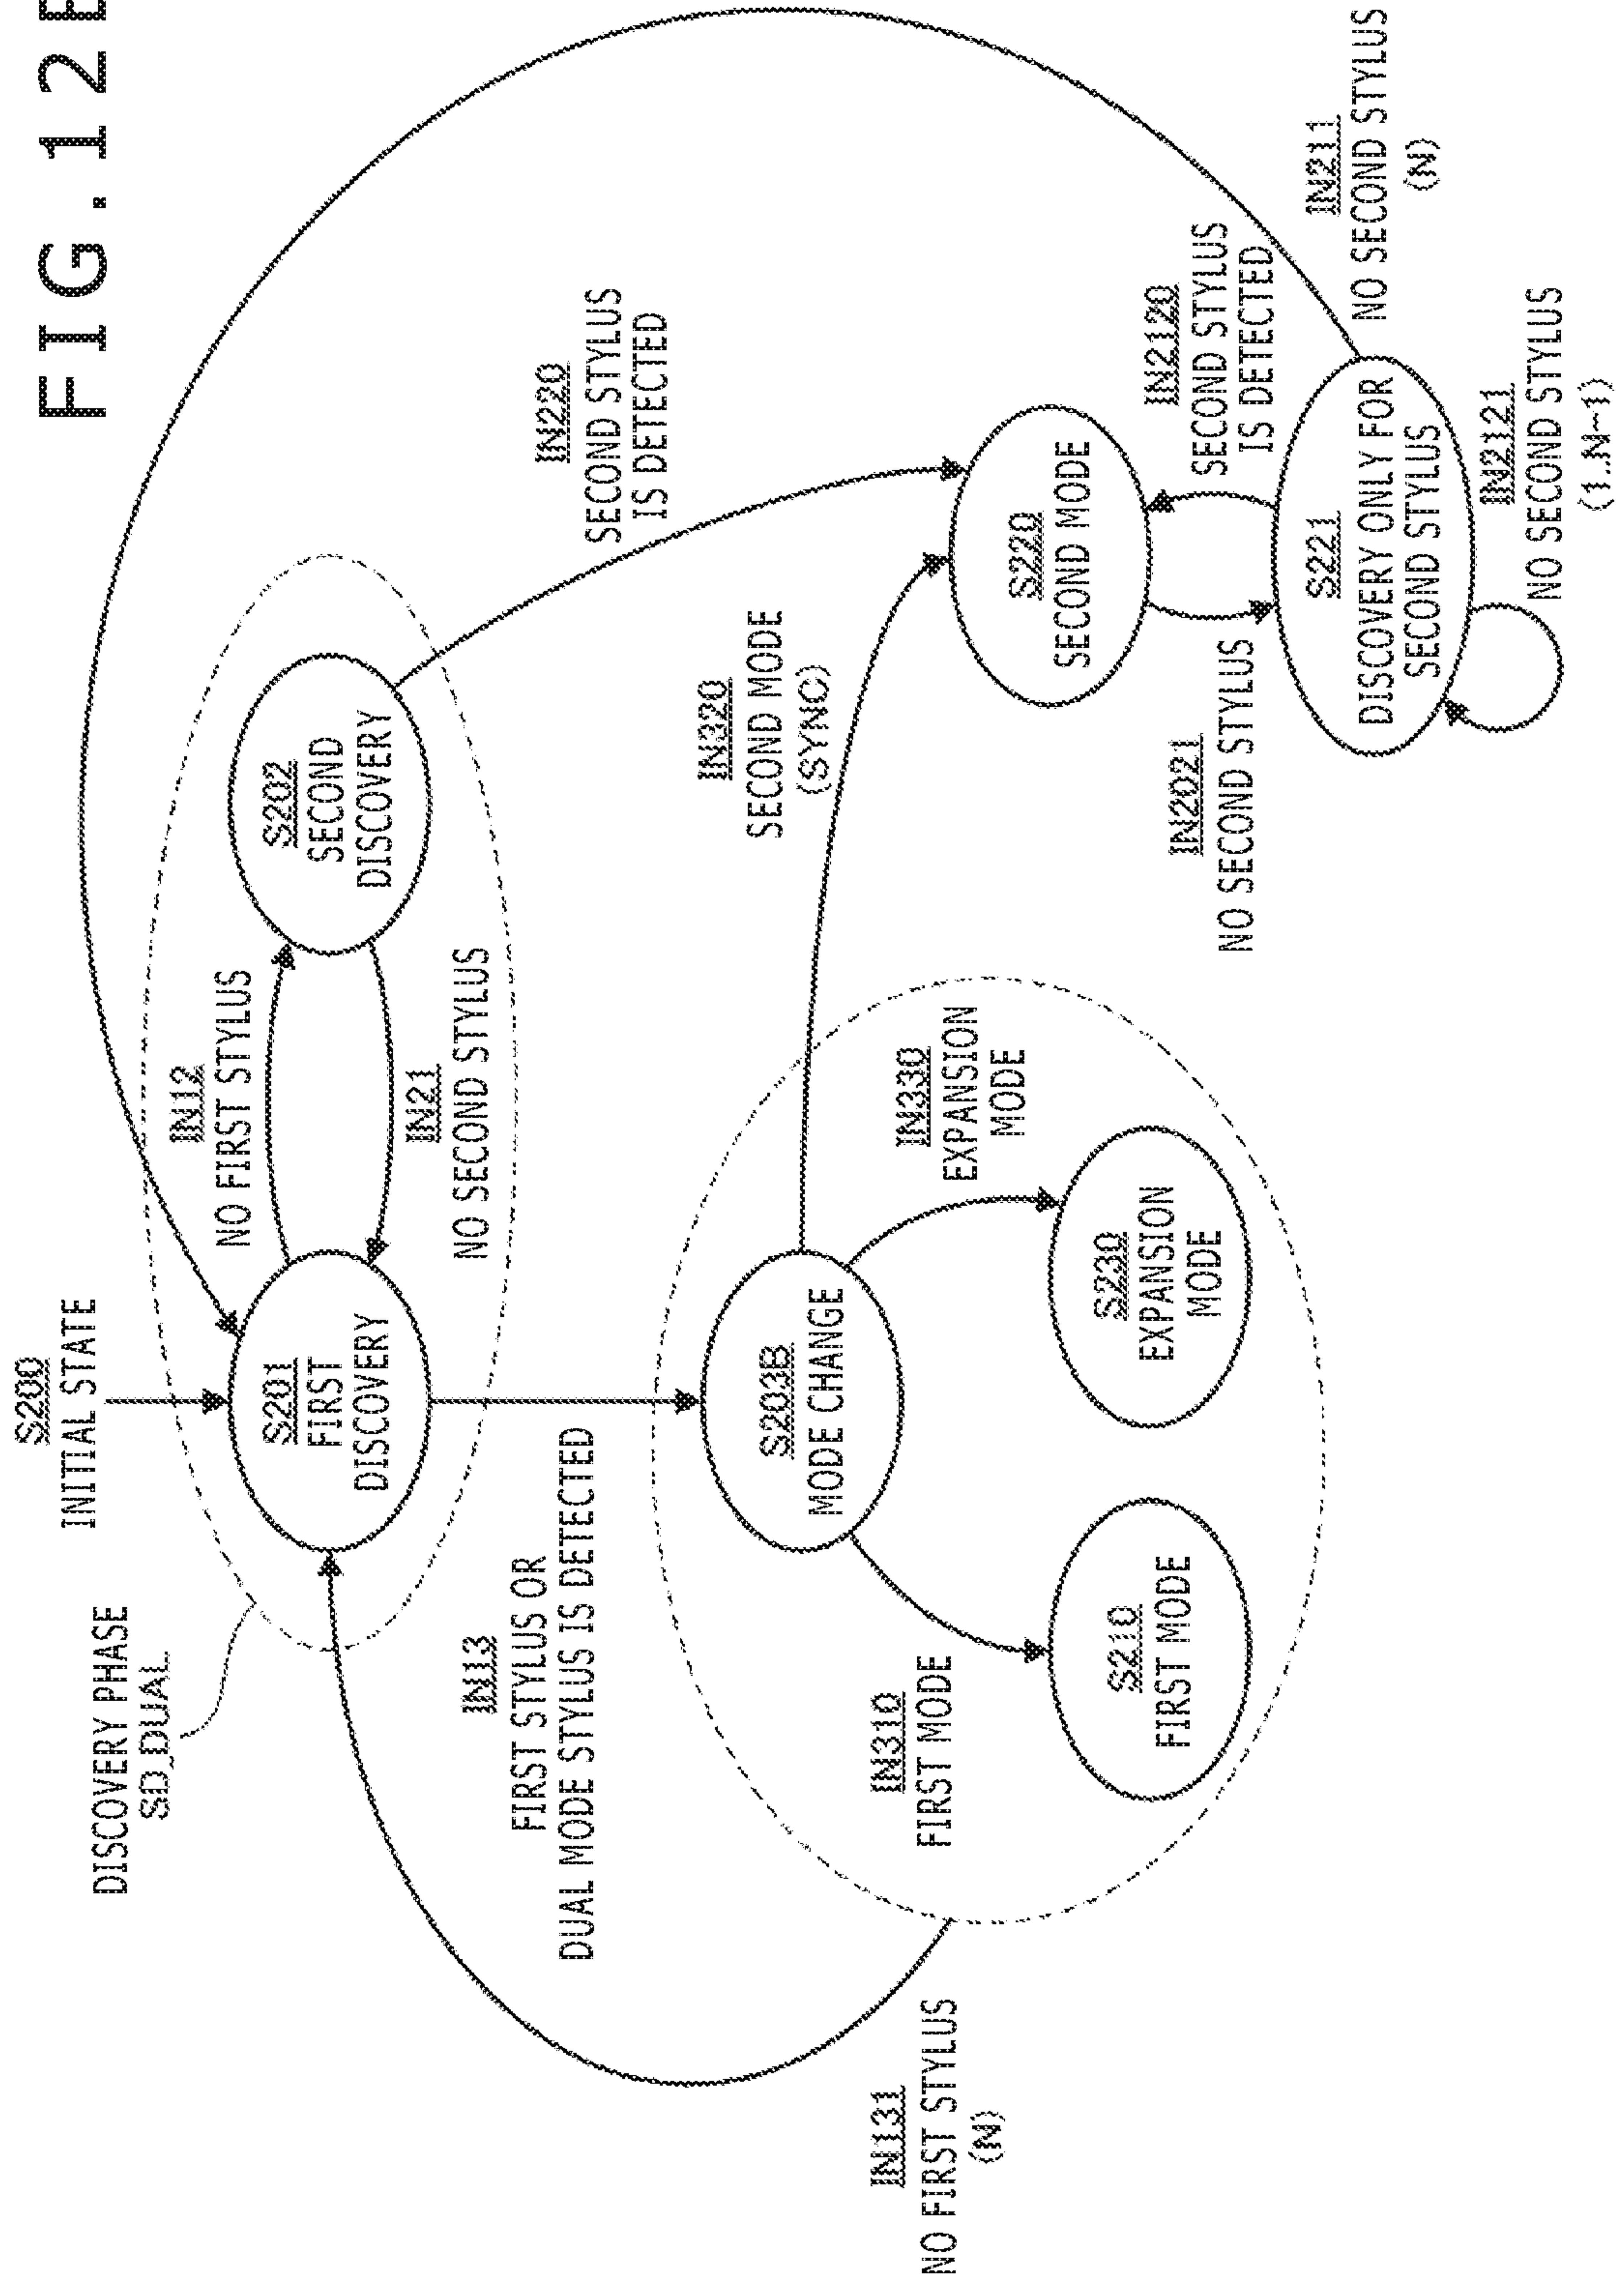 FIG.12B
S200
INITIAL STATE
DISCOVERY PHASE
SD_DUAL
S201
FIRST
DISCOVERY
IN12
NO FIRST STYLUS
S202
SECOND
DISCOVERY
IN21
NO SECOND STYLUS
IN13
FIRST STYLUS OR
DUAL MODE STYLUS IS DETECTED
IN220
SECOND STYLUS
IS DETECTED
IN320
SECOND MODE
(SYNC)
S203B
MODE CHANGE
IN131
NO FIRST STYLUS
(N)
IN310
FIRST MODE
IN330
EXPANSION
MODE
S210
FIRST MODE
S230
EXPANSION
MODE
S220
SECOND MODE
IN2021
NO SECOND STYLUS
IN2120
SECOND STYLUS
IS DETECTED
S221
DISCOVERY ONLY FOR
SECOND STYLUS
IN211
NO SECOND STYLUS
(N)
IN2121
NO SECOND STYLUS
(1..N-1)